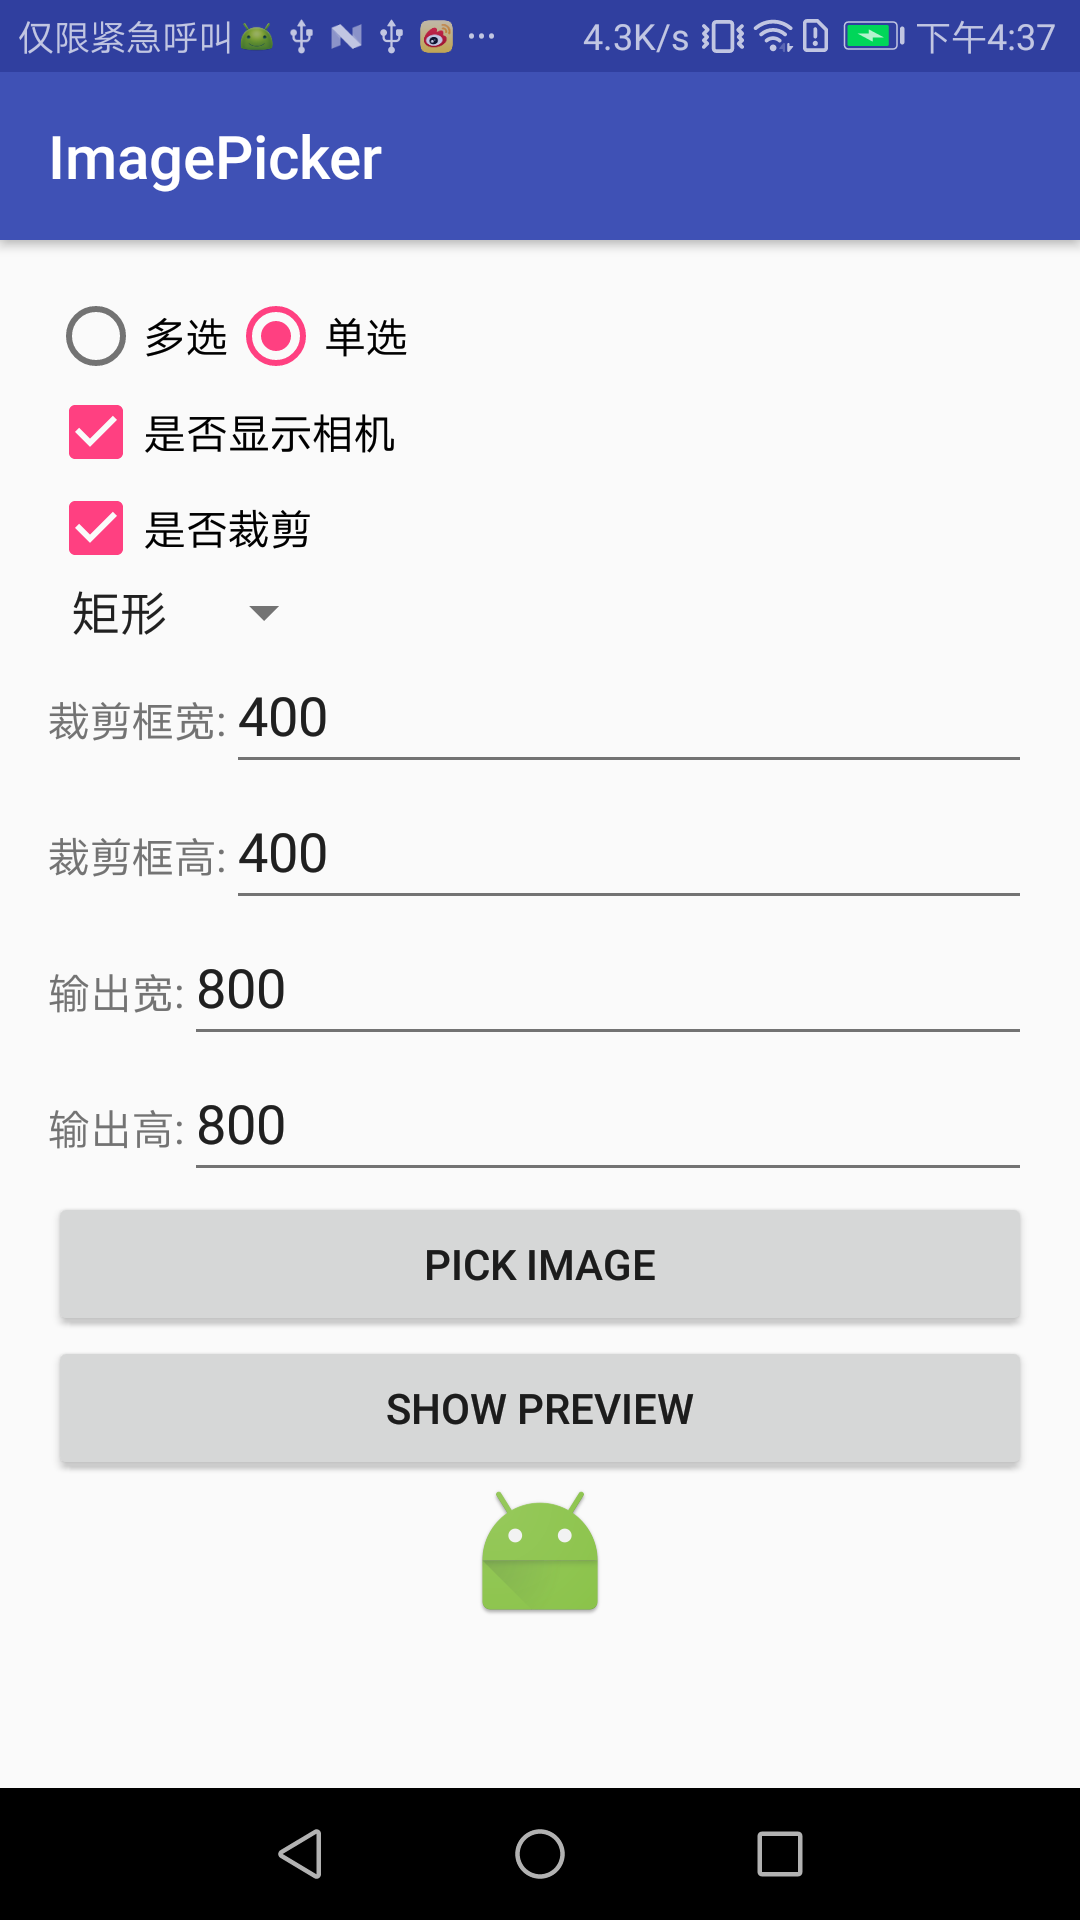 仅限紧急呼叫 ... 4.3K/s 下午4:37
ImagePicker
多选 单选
是否显示相机
是否裁剪
矩形
裁剪框宽: 400
裁剪框高: 400
输出宽: 800
输出高: 800
PICK IMAGE
SHOW PREVIEW